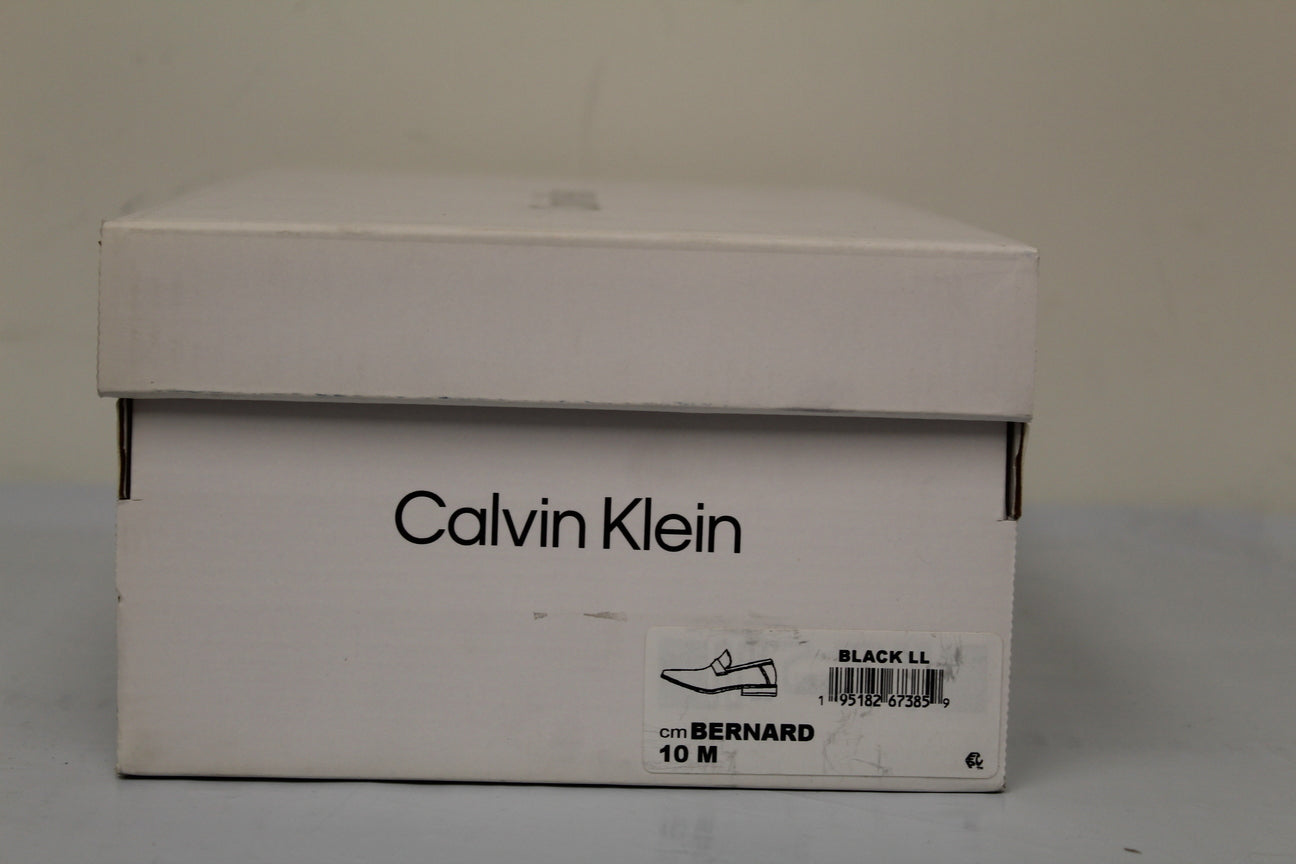 Calvin Klein
BLACK LL
1 95182 67385 9
cm BERNARD
10 M